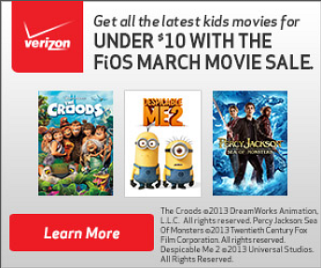 verizon
Get all the latest kids movies for
UNDER $10 WITH THE
FiOS MARCH MOVIE SALE.
THE CROODS
DESPICABLE
ME 2
PERCY JACKSON
SEA OF MONSTERS
Learn More
The Croods ©2013 DreamWorks Animation,
L.L.C. All rights reserved. Percy Jackson: Sea
Of Monsters ©2013 Twentieth Century Fox
Film Corporation. All rights reserved.
Despicable Me 2 ©2013 Universal Studios.
All Rights Reserved.